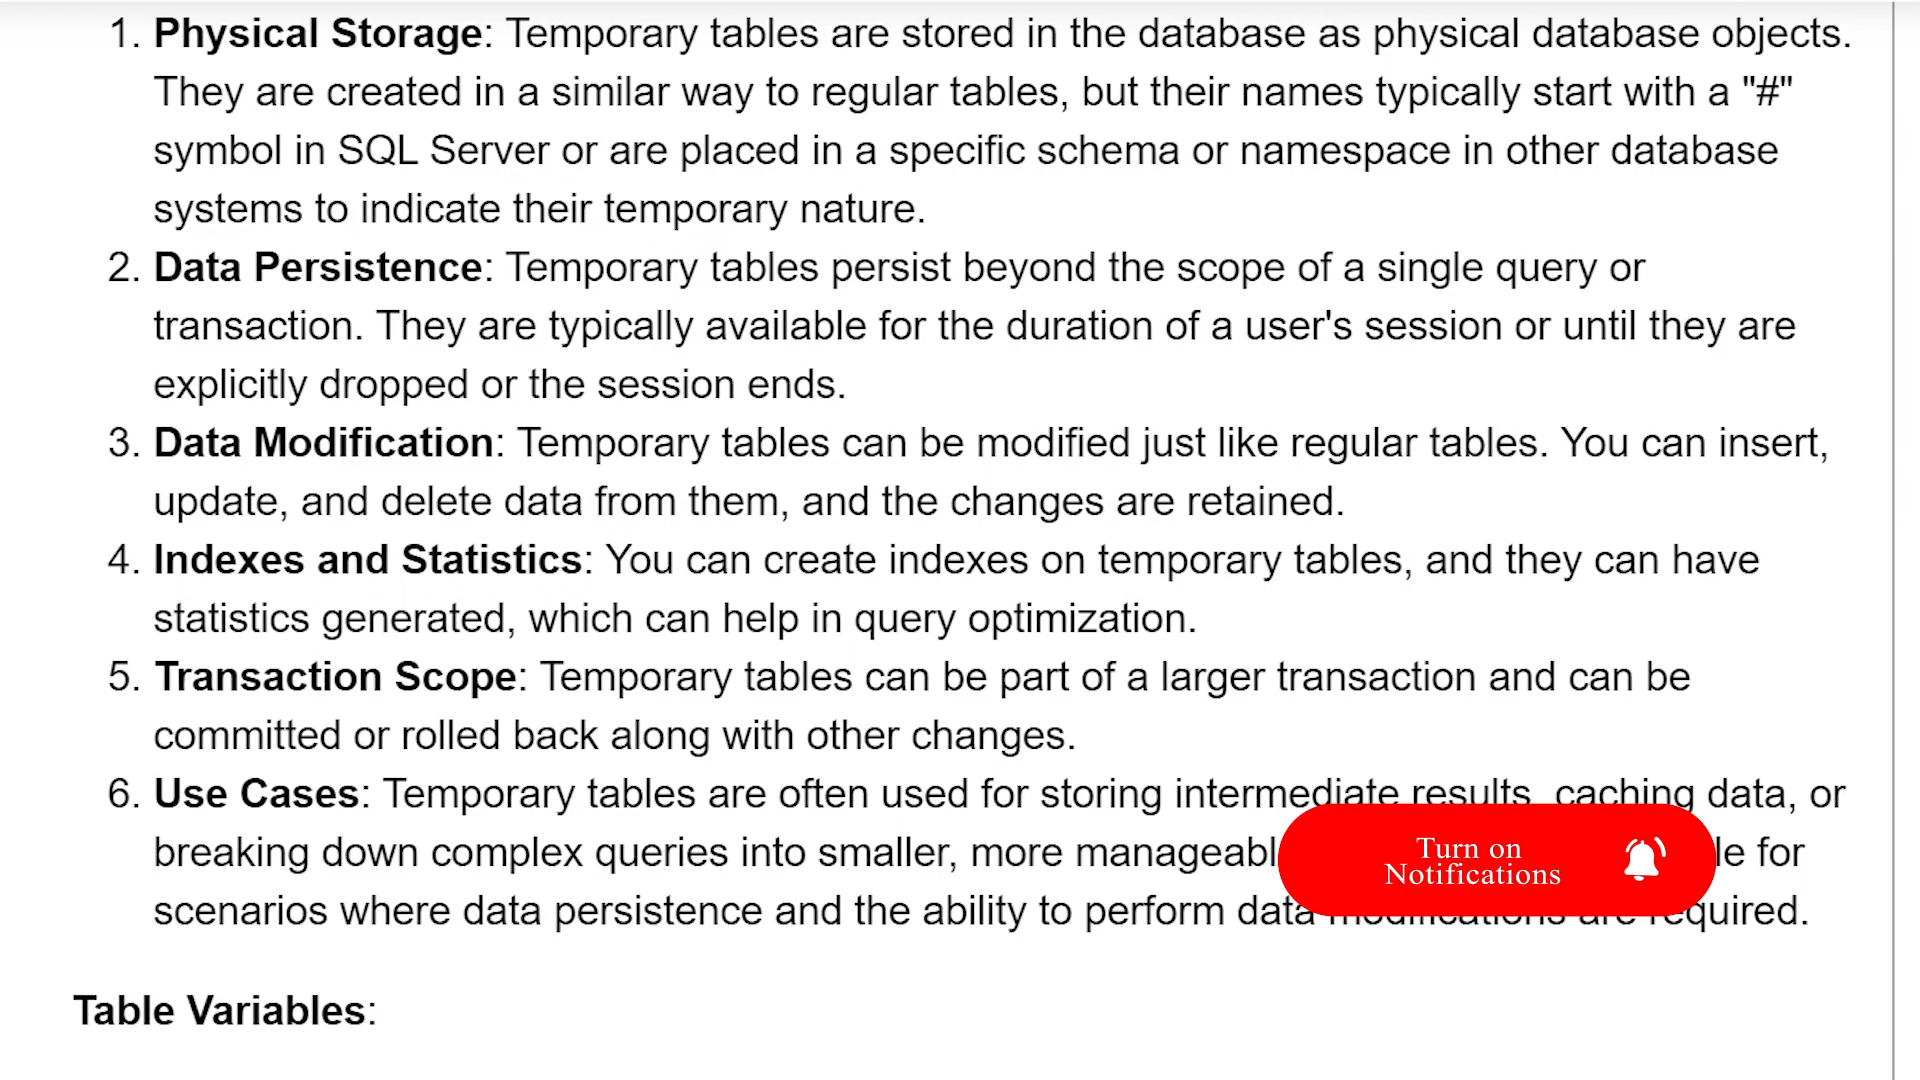 1. Physical Storage: Temporary tables are stored in the database as physical database objects.
They are created in a similar way to regular tables, but their names typically start with a "#"
symbol in SQL Server or are placed in a specific schema or namespace in other database
systems to indicate their temporary nature.
2. Data Persistence: Temporary tables persist beyond the scope of a single query or
transaction. They are typically available for the duration of a user's session or until they are
explicitly dropped or the session ends.
3. Data Modification: Temporary tables can be modified just like regular tables. You can insert,
update, and delete data from them, and the changes are retained.
4. Indexes and Statistics: You can create indexes on temporary tables, and they can have
statistics generated, which can help in query optimization.
5. Transaction Scope: Temporary tables can be part of a larger transaction and can be
committed or rolled back along with other changes.
6. Use Cases: Temporary tables are often used for storing intermediate results, caching data, or
breaking down complex queries into smaller, more for
scenarios where data persistence and the ability to perform data modifications are required.
Turn on
Notifications
Table Variables: